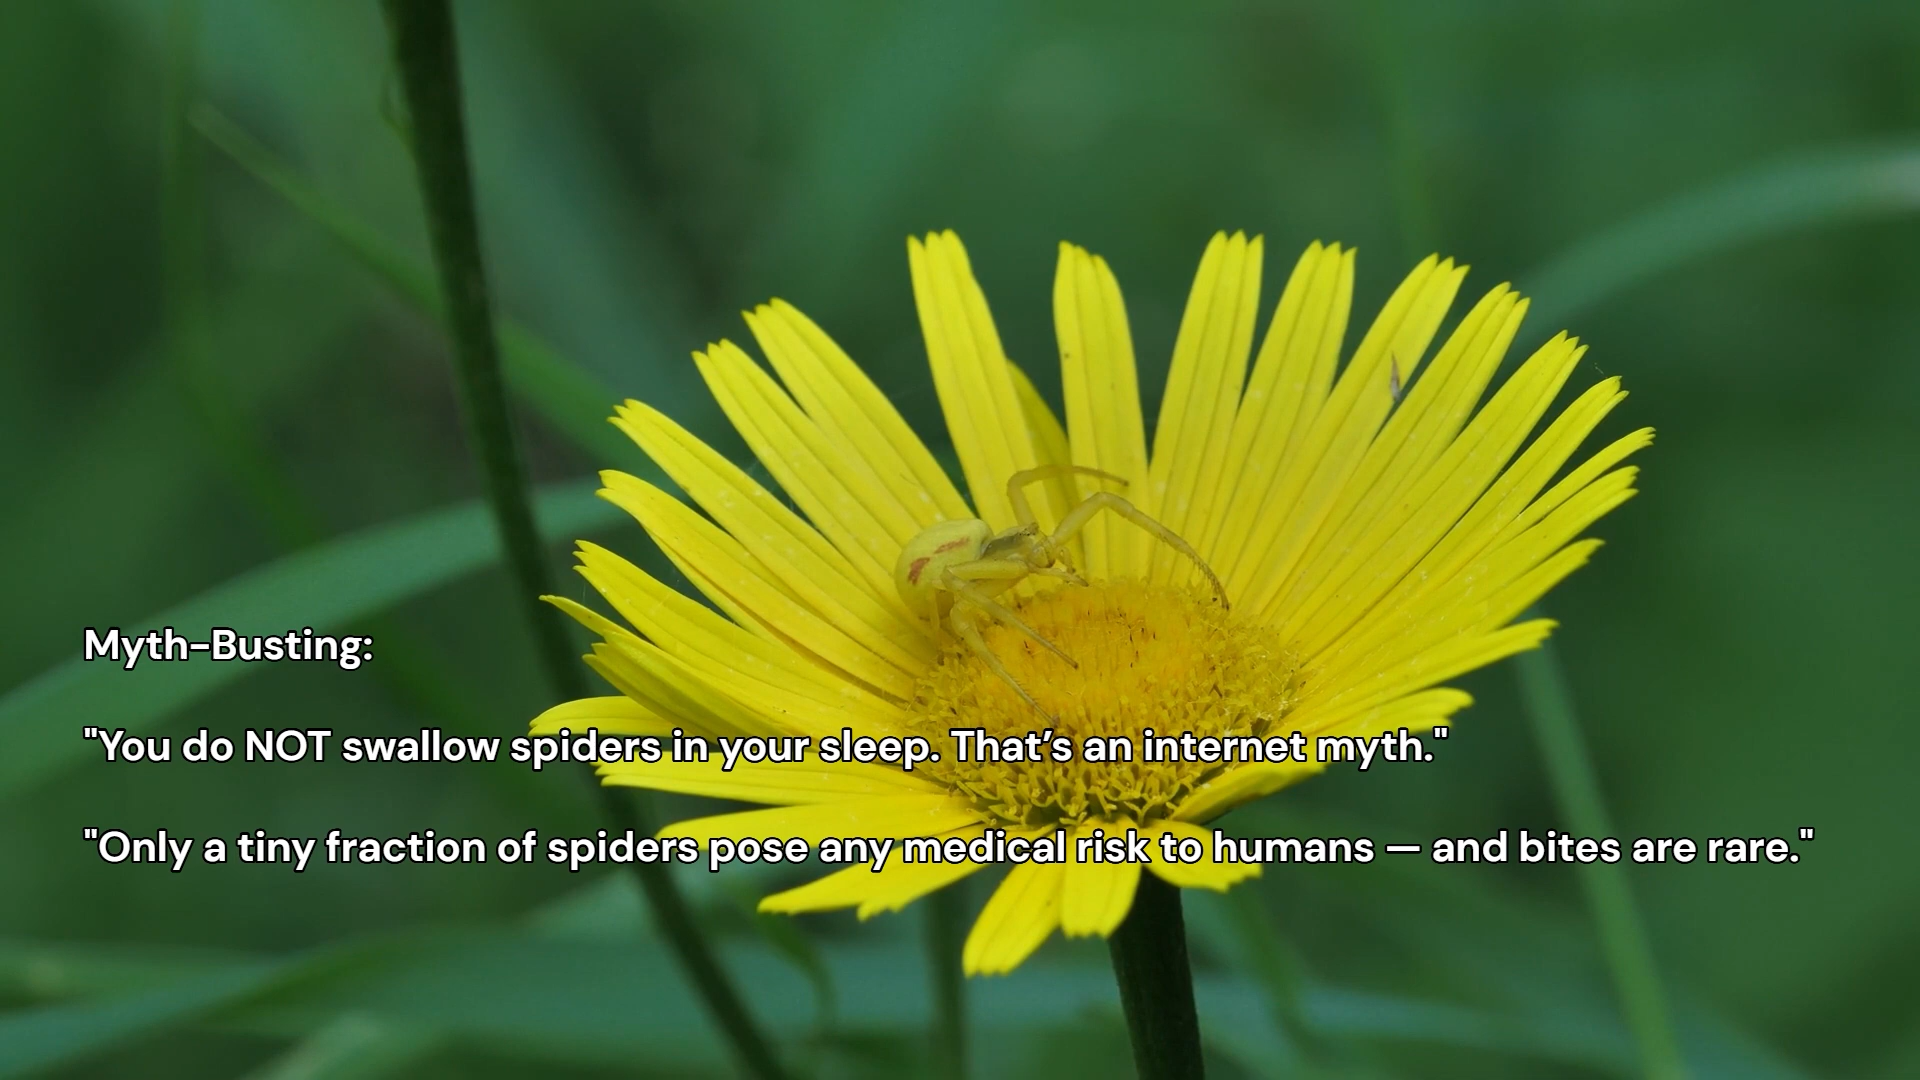 Myth-Busting:
"You do NOT swallow spiders in your sleep. That’s an internet myth."
"Only a tiny fraction of spiders pose any medical risk to humans — and bites are rare."